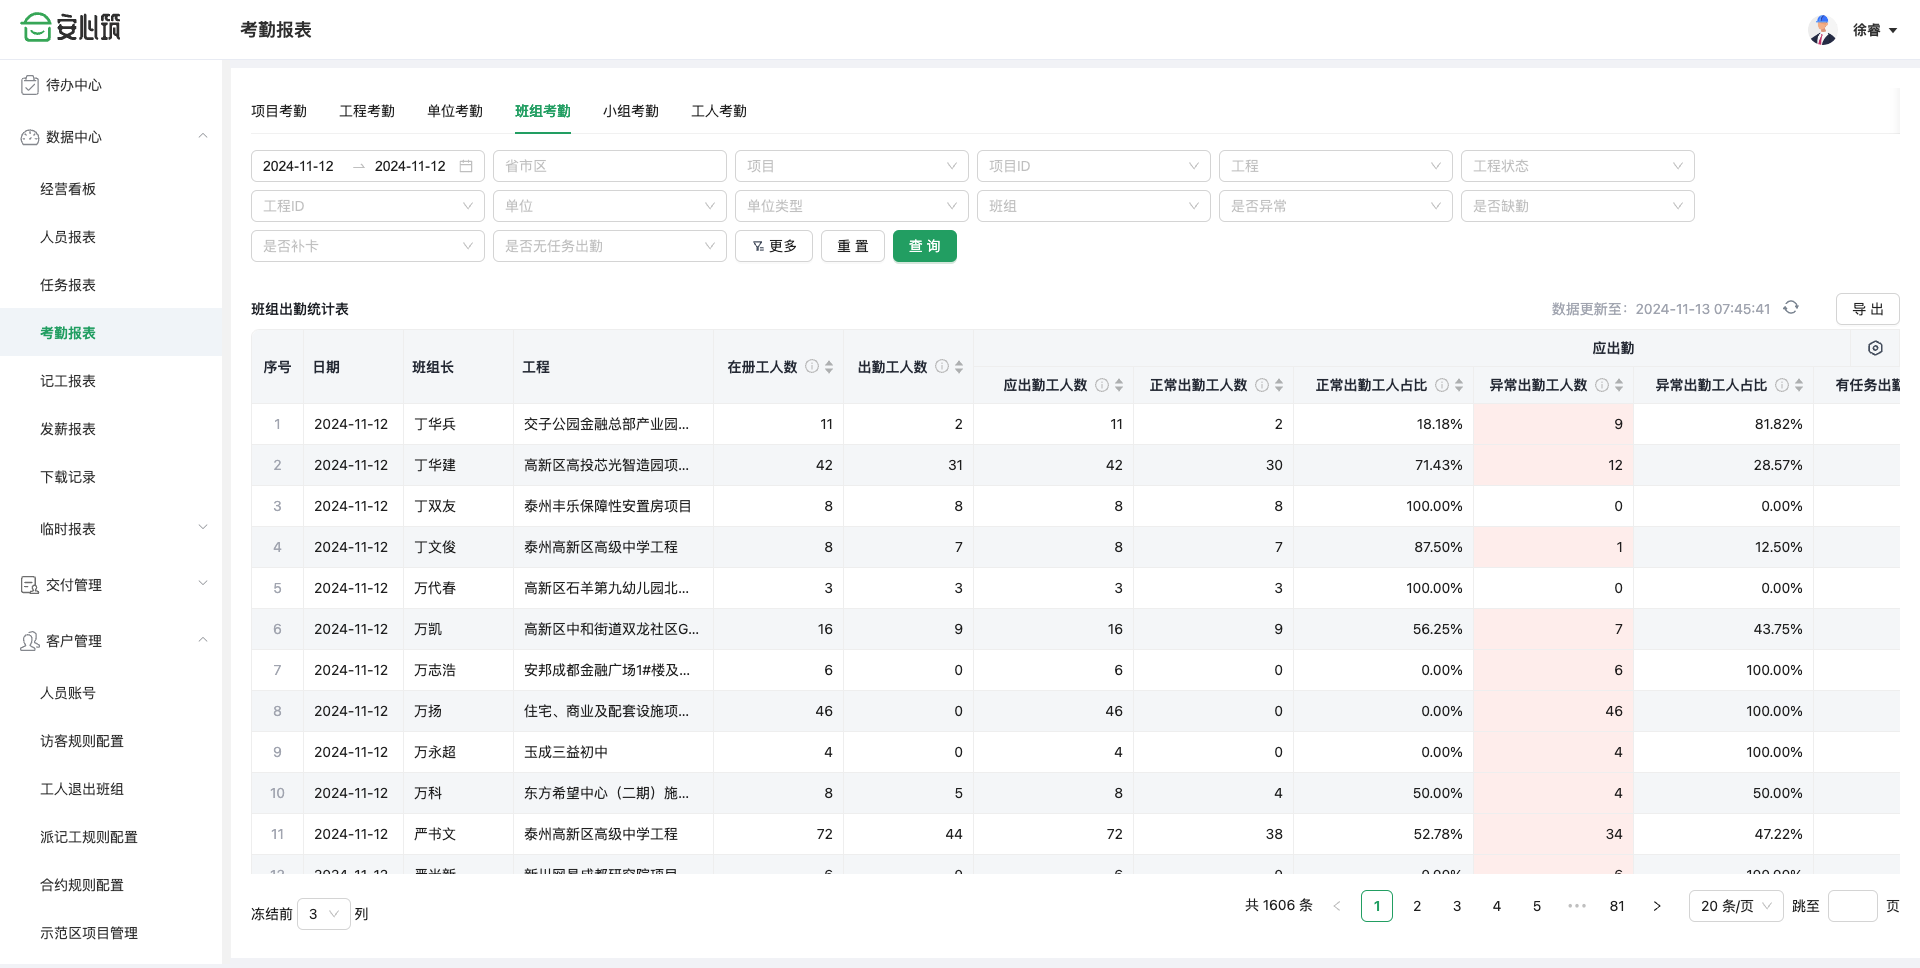 安心筑
考勤报表
徐睿
待办中心
数据中心
经营看板
人员报表
任务报表
考勤报表
记工报表
发薪报表
下载记录
临时报表
交付管理
客户管理
人员账号
访客规则配置
工人退出班组
派记工规则配置
合约规则配置
示范区项目管理
项目考勤 工程考勤 单位考勤 班组考勤 小组考勤 工人考勤
2024-11-12 → 2024-11-12 省市区 项目 项目ID 工程 工程状态
工程ID 单位 单位类型 班组 是否异常 是否缺勤
是否补卡 是否无任务出勤 更多 重 置 查 询
班组出勤统计表 数据更新至：2024-11-13 07:45:41 导 出
应出勤
序号 日期 班组长 工程 在册工人数 出勤工人数
应出勤工人数 正常出勤工人数 正常出勤工人占比 异常出勤工人数 异常出勤工人占比 有任务出勤
1 2024-11-12 丁华兵 交子公园金融总部产业园... 11 2 11 2 18.18% 9 81.82%
2 2024-11-12 丁华建 高新区高投芯光智造园项... 42 31 42 30 71.43% 12 28.57%
3 2024-11-12 丁双友 泰州丰乐保障性安置房项目 8 8 8 8 100.00% 0 0.00%
4 2024-11-12 丁文俊 泰州高新区高级中学工程 8 7 8 7 87.50% 1 12.50%
5 2024-11-12 万代春 高新区石羊第九幼儿园北... 3 3 3 3 100.00% 0 0.00%
6 2024-11-12 万凯 高新区中和街道双龙社区G... 16 9 16 9 56.25% 7 43.75%
7 2024-11-12 万志浩 安邦成都金融广场1#楼及... 6 0 6 0 0.00% 6 100.00%
8 2024-11-12 万扬 住宅、商业及配套设施项... 46 0 46 0 0.00% 46 100.00%
9 2024-11-12 万永超 玉成三益初中 4 0 4 0 0.00% 4 100.00%
10 2024-11-12 万科 东方希望中心（二期）施... 8 5 8 4 50.00% 4 50.00%
11 2024-11-12 严书文 泰州高新区高级中学工程 72 44 72 38 52.78% 34 47.22%
12 2024-11-12 6 0 6 0 0.00% 6 100.00%
冻结前 3 列 共 1606 条 1 2 3 4 5 ••• 81 20 条/页 跳至 页